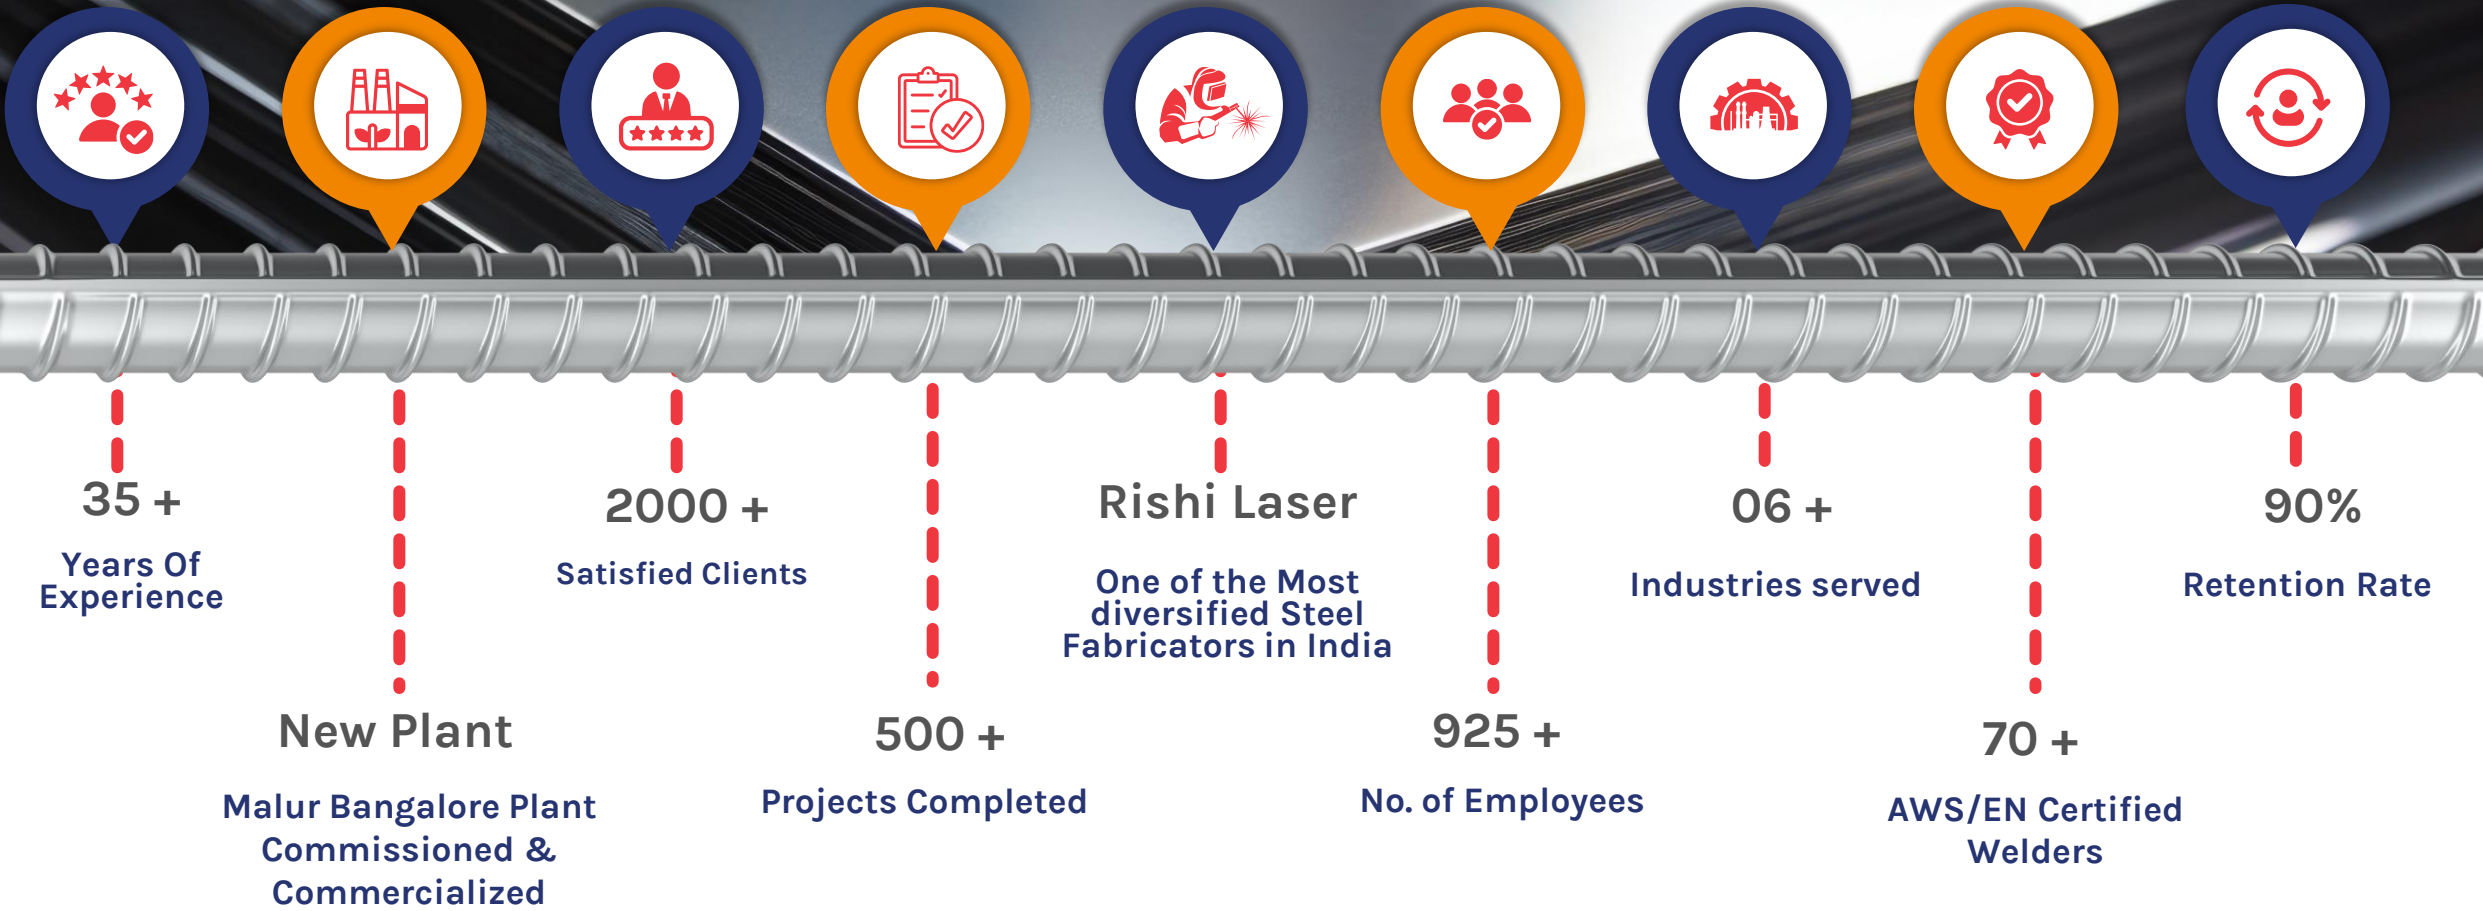 35 +
Years Of
Experience
New Plant
Malur Bangalore Plant
Commissioned &
Commercialized
2000 +
Satisfied Clients
500 +
Projects Completed
Rishi Laser
One of the Most
diversified Steel
Fabricators in India
925 +
No. of Employees
06 +
Industries served
70 +
AWS/EN Certified
Welders
90%
Retention Rate